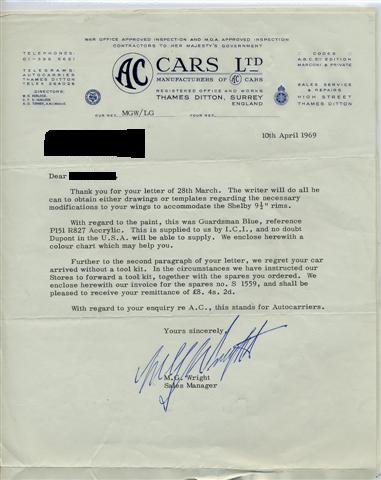 WAR OFFICE APPROVED INSPECTION AND M.O.A. APPROVED INSPECTION
CONTRACTORS TO HER MAJESTY'S GOVERNMENT
TELEPHONES:
01-398 5621
TELEGRAMS:
AUTOCARRIERS
THAMES DITTON
DIRECTORS:
AC CARS LTD
MANUFACTURERS OF AC CARS
REGISTERED OFFICE AND WORKS
THAMES DITTON, SURREY
ENGLAND
CODES
A.B.C. 5TH EDITION
MARCONI & PRIVATE
SALES SERVICE
& REPAIRS
HIGH STREET
THAMES DITTON
OUR REF. MGW/LG YOUR REF.
10th April 1969
Dear
Thank you for your letter of 28th March. The writer will do all he
can to obtain either drawings or templates regarding the necessary
modifications to your wings to accommodate the Shelby 9½" rims.
With regard to the paint, this was Guardsman Blue, reference
P151 R827 Accrylic. This is supplied to us by I.C.I., and no doubt
Dupont in the U.S.A. will be able to supply. We enclose herewith a
colour chart which may help you.
Further to the second paragraph of your letter, we regret your car
arrived without a tool kit. In the circumstances we have instructed our
Stores to forward a tool kit, together with the spares you ordered. We
enclose herewith our invoice for the spares no. S 1559, and shall be
pleased to receive your remittance of £8. 4s. 2d.
With regard to your enquiry re A.C., this stands for Autocarriers.
Yours sincerely
M.G. Wright
Sales Manager